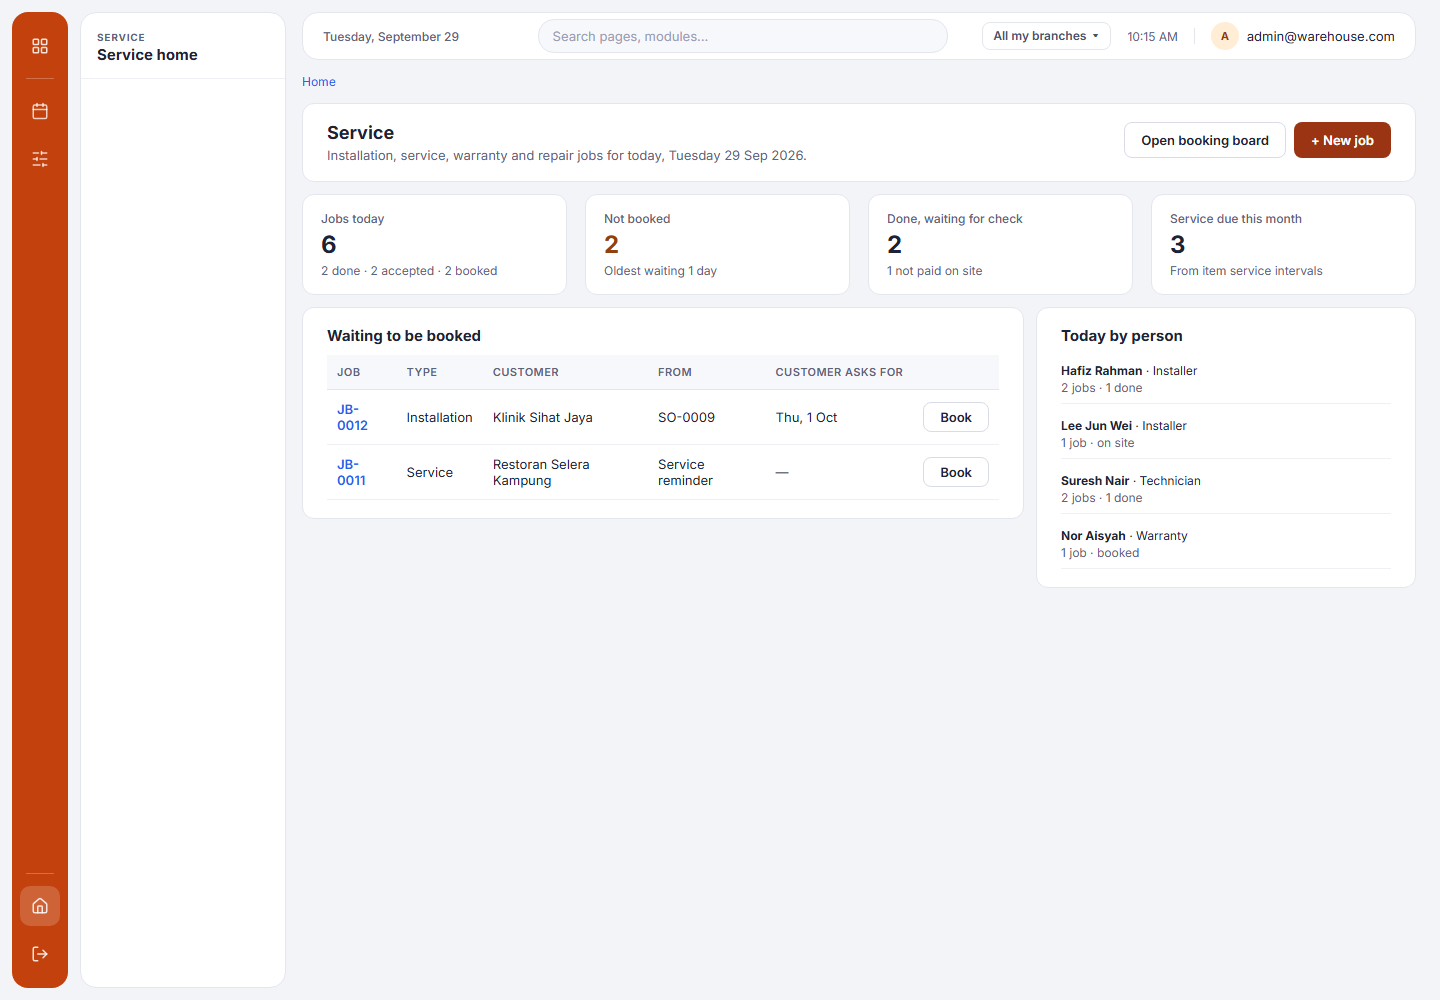 SERVICE
Service home
Tuesday, September 29
Search pages, modules...
All my branches
10:15 AM
A
admin@warehouse.com
Home
Service
Installation, service, warranty and repair jobs for today, Tuesday 29 Sep 2026.
Open booking board
+ New job
Jobs today
6
2 done · 2 accepted · 2 booked
Not booked
2
Oldest waiting 1 day
Done, waiting for check
2
1 not paid on site
Service due this month
3
From item service intervals
Waiting to be booked
JOB TYPE CUSTOMER FROM CUSTOMER ASKS FOR
JB-
0012
Installation
Klinik Sihat Jaya
SO-0009
Thu, 1 Oct
Book
JB-
0011
Service
Restoran Selera
Kampung
Service
reminder
—
Book
Today by person
Hafiz Rahman · Installer
2 jobs · 1 done
Lee Jun Wei · Installer
1 job · on site
Suresh Nair · Technician
2 jobs · 1 done
Nor Aisyah · Warranty
1 job · booked